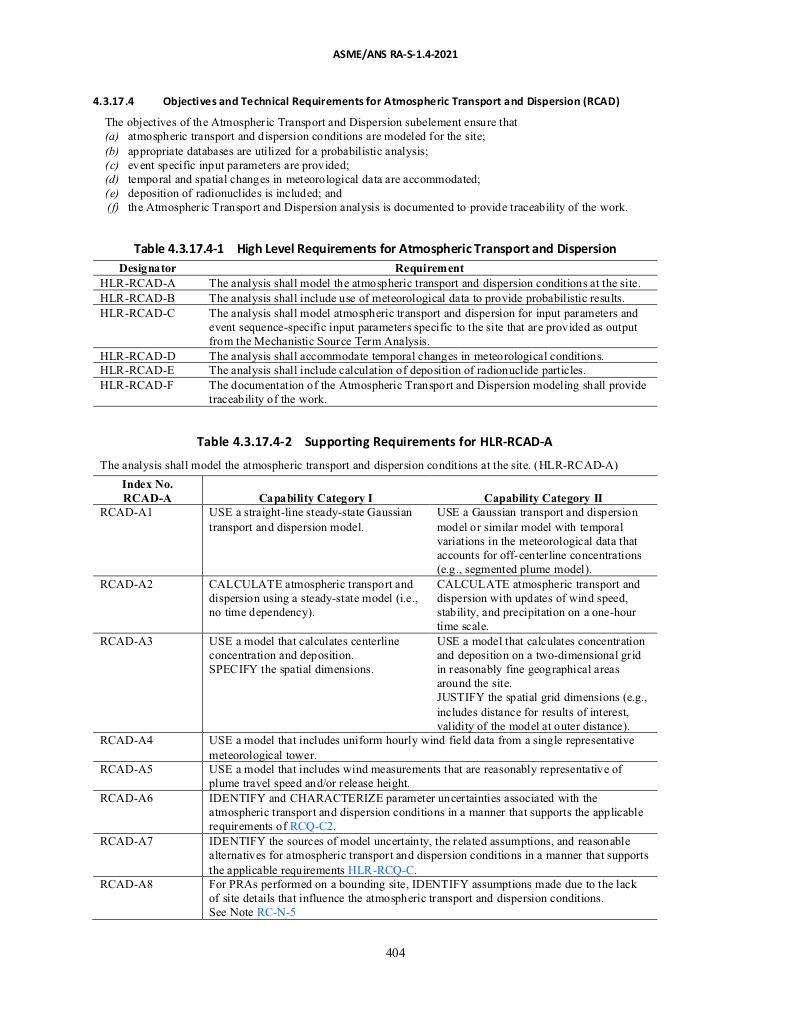 ASME/ANS RA-S-1.4-2021
4.3.17.4 Objectives and Technical Requirements for Atmospheric Transport and Dispersion (RCAD)
The objectives of the Atmospheric Transport and Dispersion subelement ensure that
(a) atmospheric transport and dispersion conditions are modeled for the site;
(b) appropriate databases are utilized for a probabilistic analysis;
(c) event specific input parameters are provided;
(d) temporal and spatial changes in meteorological data are accommodated;
(e) deposition of radionuclides is included; and
(f) the Atmospheric Transport and Dispersion analysis is documented to provide traceability of the work.
Table 4.3.17.4-1 High Level Requirements for Atmospheric Transport and Dispersion
Designator Requirement
HLR-RCAD-A The analysis shall model the atmospheric transport and dispersion conditions at the site.
HLR-RCAD-B The analysis shall include use of meteorological data to provide probabilistic results.
HLR-RCAD-C The analysis shall model atmospheric transport and dispersion for input parameters and
event sequence-specific input parameters specific to the site that are provided as output
from the Mechanistic Source Term Analysis.
HLR-RCAD-D The analysis shall accommodate temporal changes in meteorological conditions.
HLR-RCAD-E The analysis shall include calculation of deposition of radionuclide particles.
HLR-RCAD-F The documentation of the Atmospheric Transport and Dispersion modeling shall provide
traceability of the work.
Table 4.3.17.4-2 Supporting Requirements for HLR-RCAD-A
The analysis shall model the atmospheric transport and dispersion conditions at the site. (HLR-RCAD-A)
Index No.
RCAD-A Capability Category I Capability Category II
RCAD-A1 USE a straight-line steady-state Gaussian
transport and dispersion model.
USE a Gaussian transport and dispersion
model or similar model with temporal
variations in the meteorological data that
accounts for off-centerline concentrations
(e.g., segmented plume model).
RCAD-A2 CALCULATE atmospheric transport and
dispersion using a steady-state model (i.e.,
no time dependency).
CALCULATE atmospheric transport and
dispersion with updates of wind speed,
stability, and precipitation on a one-hour
time scale.
RCAD-A3 USE a model that calculates centerline
concentration and deposition.
SPECIFY the spatial dimensions.
USE a model that calculates concentration
and deposition on a two-dimensional grid
in reasonably fine geographical areas
around the site.
JUSTIFY the spatial grid dimensions (e.g.,
includes distance for results of interest,
validity of the model at outer distance).
RCAD-A4 USE a model that includes uniform hourly wind field data from a single representative
meteorological tower.
RCAD-A5 USE a model that includes wind measurements that are reasonably representative of
plume travel speed and/or release height.
RCAD-A6 IDENTIFY and CHARACTERIZE parameter uncertainties associated with the
atmospheric transport and dispersion conditions in a manner that supports the applicable
requirements of RCQ-C2.
RCAD-A7 IDENTIFY the sources of model uncertainty, the related assumptions, and reasonable
alternatives for atmospheric transport and dispersion conditions in a manner that supports
the applicable requirements HLR-RCQ-C.
RCAD-A8 For PRAs performed on a bounding site, IDENTIFY assumptions made due to the lack
of site details that influence the atmospheric transport and dispersion conditions.
See Note RC-N-5
404